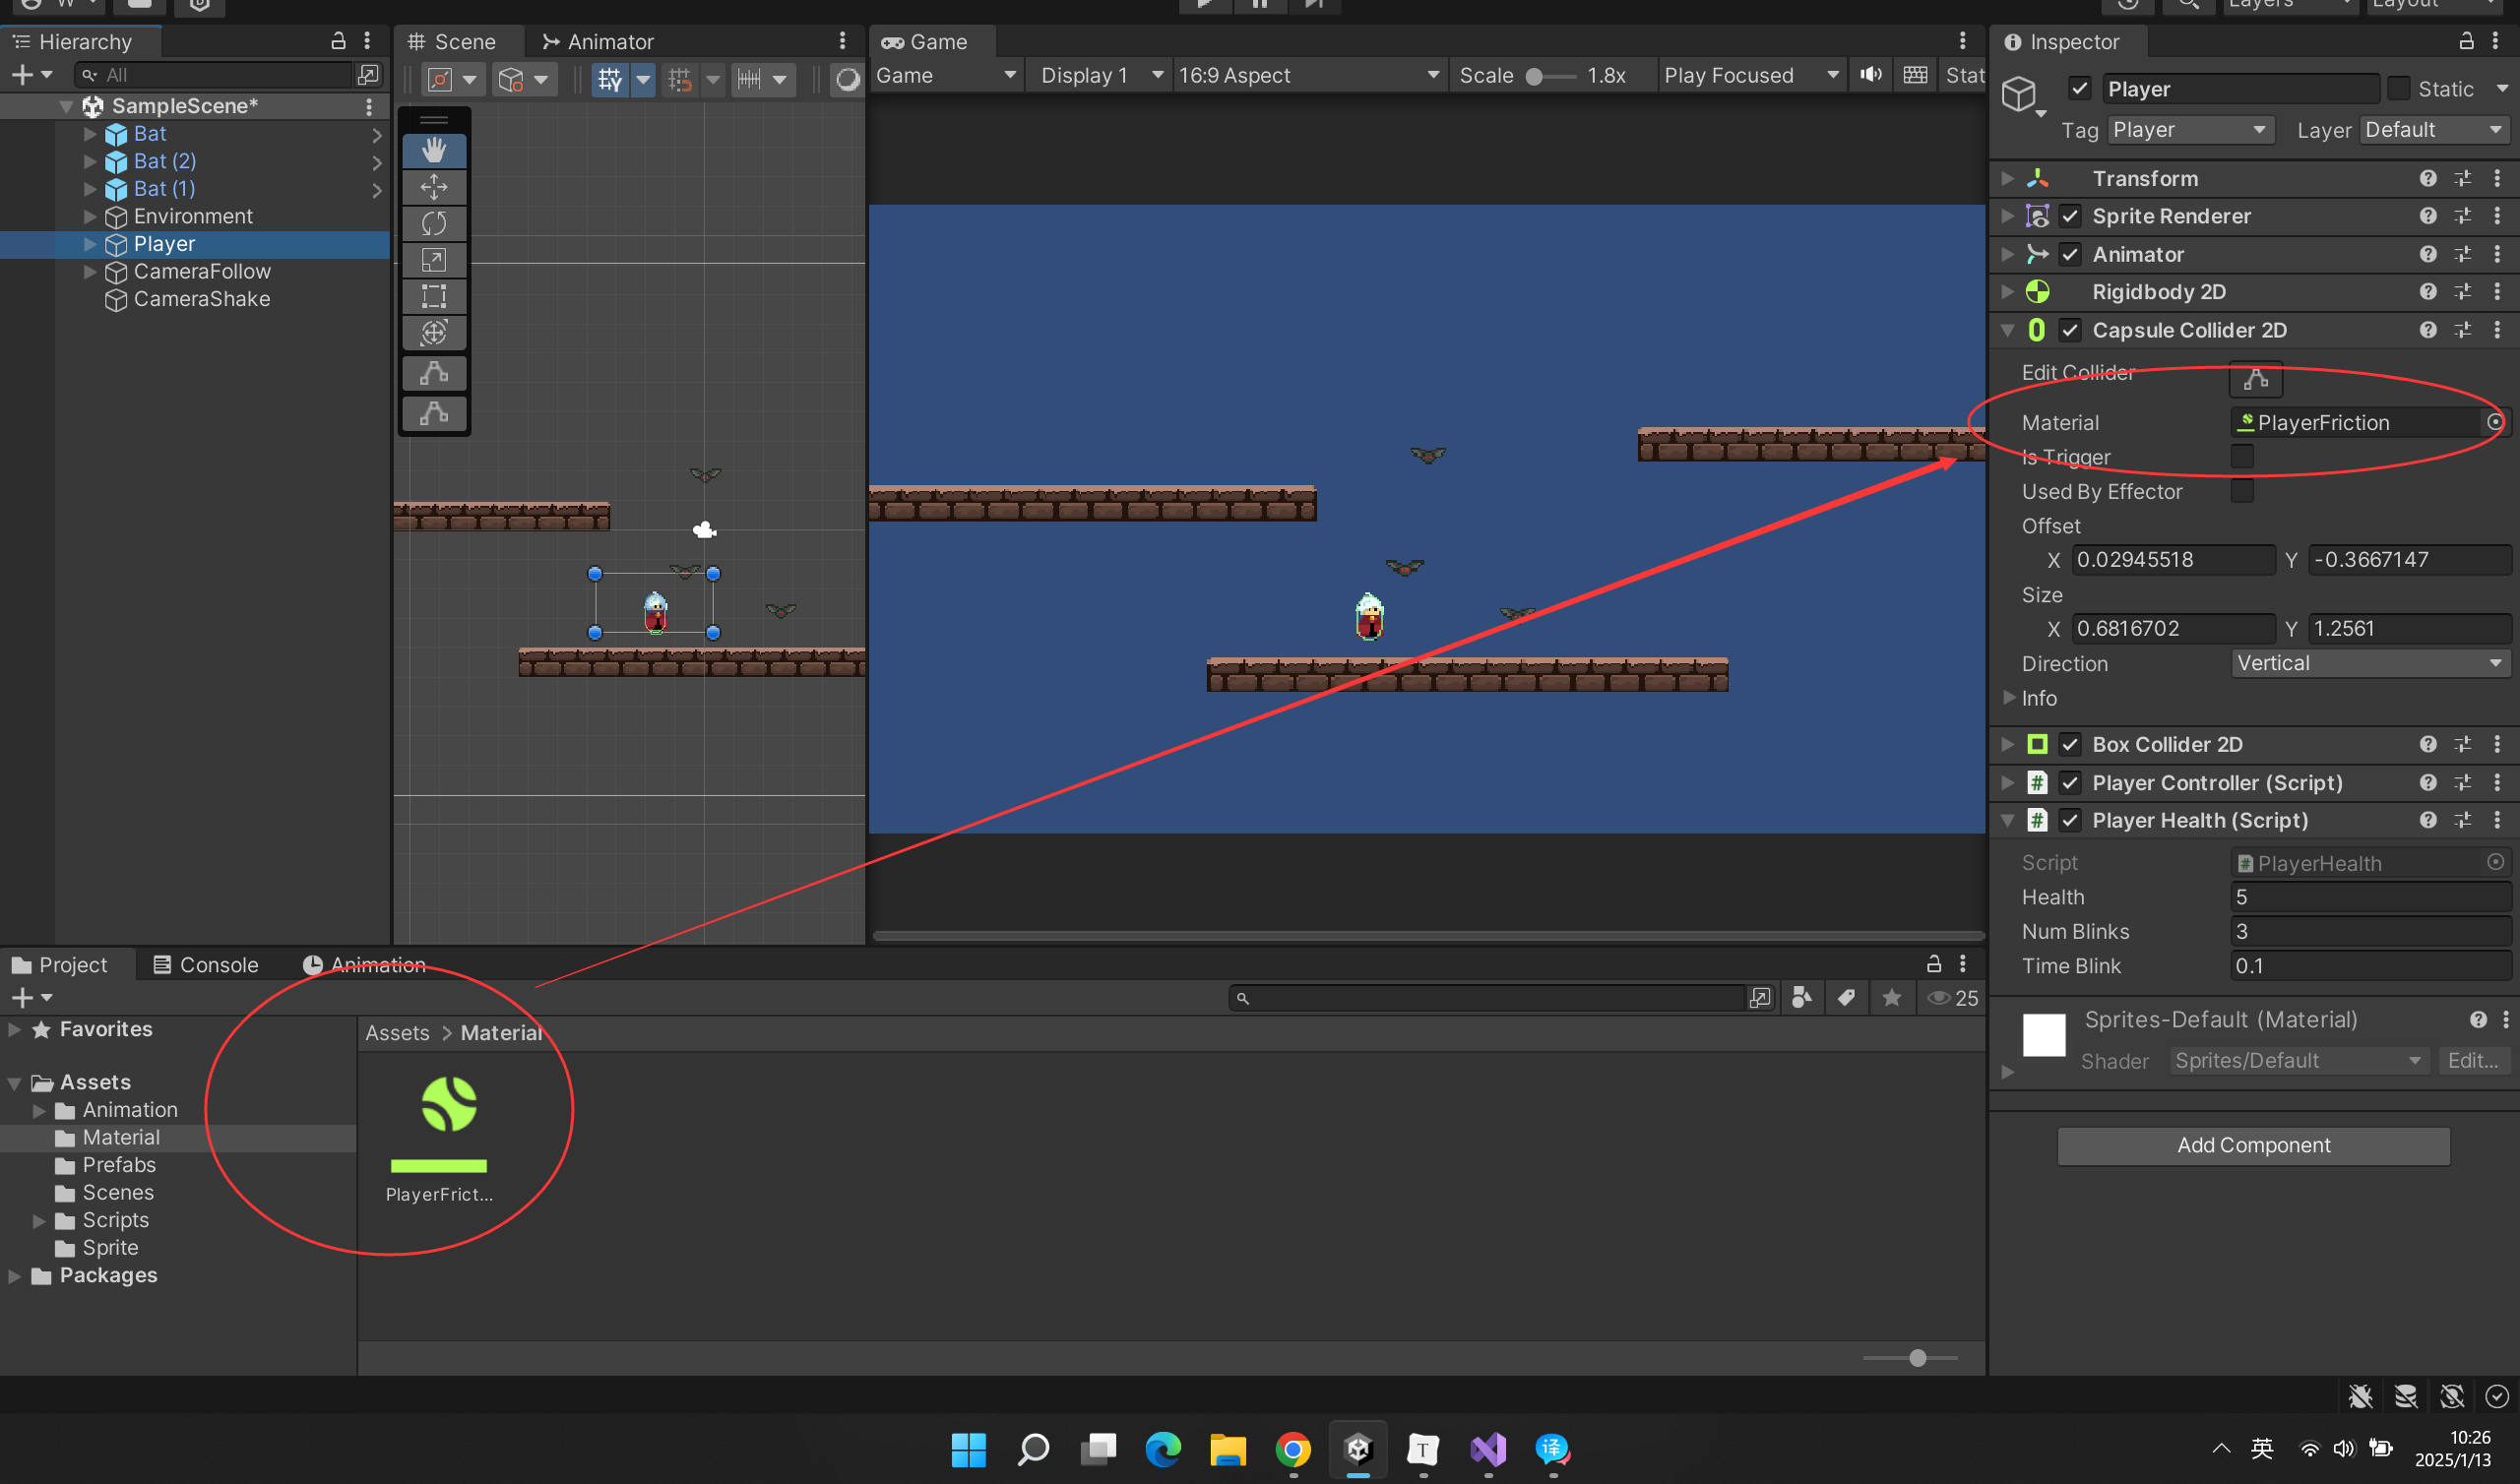 Layers
Layout
Hierarchy
Scene
Animator
Game
Inspector
All
Game
Display 1
16:9 Aspect
Scale
1.8x
Play Focused
Stat
Player
Static
SampleScene*
Tag
Player
Layer
Default
Bat
Bat (2)
Bat (1)
Environment
Player
CameraFollow
CameraShake
Transform
Sprite Renderer
Animator
Rigidbody 2D
Capsule Collider 2D
Edit Collider
Material
PlayerFriction
Is Trigger
Used By Effector
Offset
X 0.02945518 Y -0.3667147
Size
X 0.6816702 Y 1.2561
Direction
Vertical
Info
Box Collider 2D
Player Controller (Script)
Player Health (Script)
Script
PlayerHealth
Health
5
Num Blinks
3
Time Blink
0.1
Sprites-Default (Material)
Shader
Sprites/Default
Edit...
Add Component
Project
Console
Animation
25
Favorites
Assets > Material
Assets
Animation
Material
Prefabs
Scenes
Scripts
Sprite
Packages
PlayerFrict...
T
译
英
10:26
2025/1/13